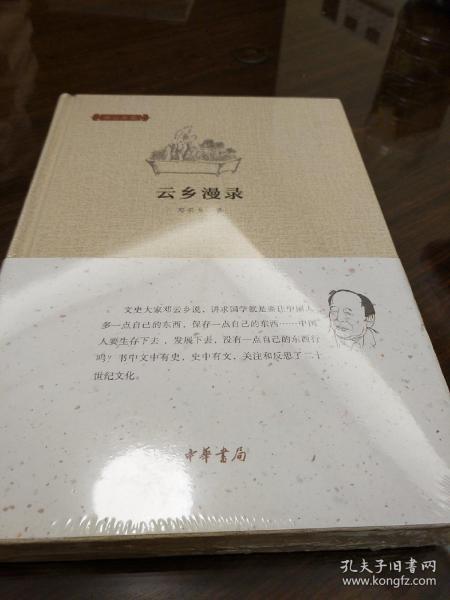 云乡漫录
邓云乡 著
文史大家邓云乡说，讲求国学就是要让中国人
多一点自己的东西，保存一点自己的东西……中国
人要生存下去，发展下去，没有一点自己的东西行
吗？书中文中有史，史中有文，关注和反思了二十
世纪文化。
中華書局
孔夫子旧书网
www.kongfz.com